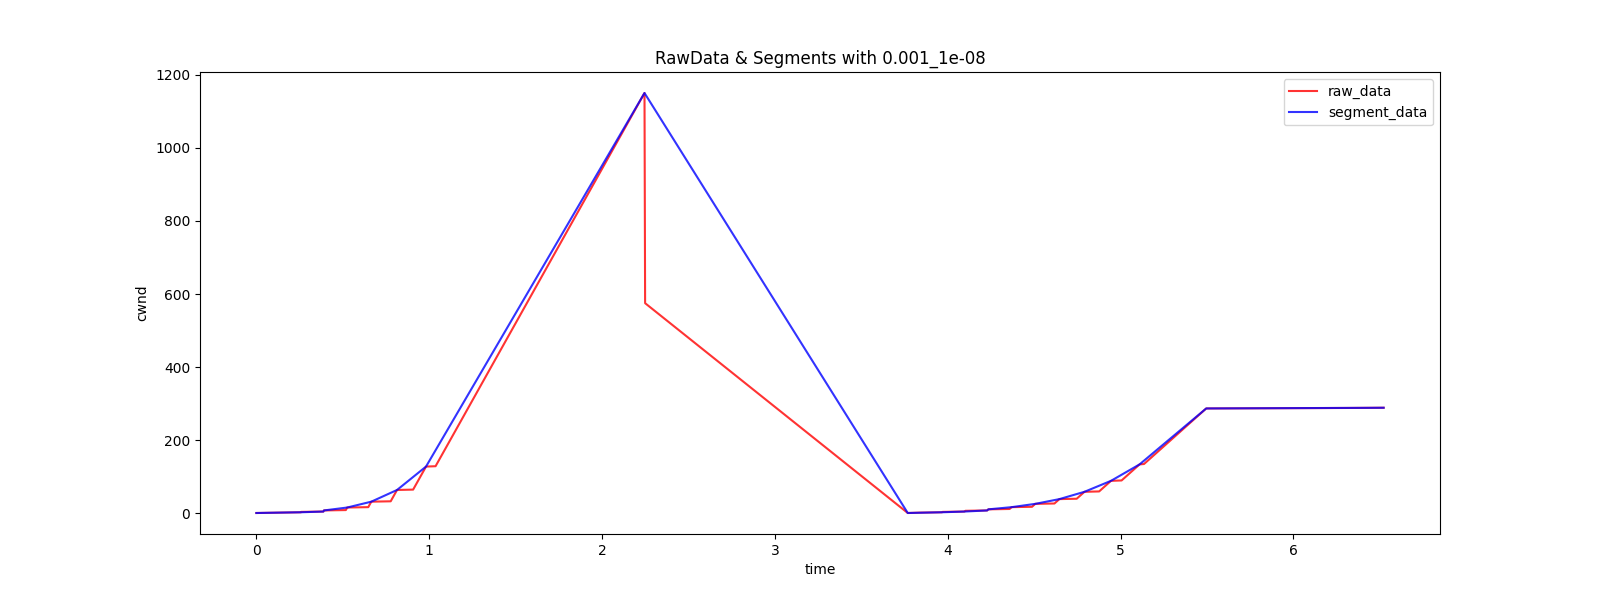 RawData & Segments with 0.001_1e-08
1200
1000
800
600
400
200
0
cwnd
raw_data
segment_data
0 1 2 3 4 5 6
time